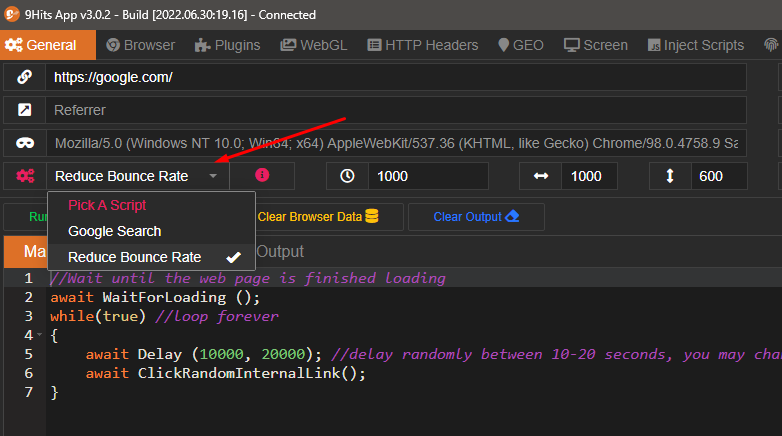 9Hits App v3.0.2 - Build [2022.06.30:19.16] - Connected
General Browser Plugins WebGL HTTP Headers GEO Screen Inject Scripts
https://google.com/
Referrer
Mozilla/5.0 (Windows NT 10.0; Win64; x64) AppleWebKit/537.36 (KHTML, like Gecko) Chrome/98.0.4758.9
Reduce Bounce Rate 1000 1000 600
Pick A Script
Google Search
Reduce Bounce Rate
Clear Browser Data Clear Output
Output
1 //Wait until the web page is finished loading
2 await WaitForLoading ();
3 while(true) //loop forever
4 {
5 await Delay (10000, 20000); //delay randomly between 10-20 seconds, you may
6 await ClickRandomInternalLink();
7 }